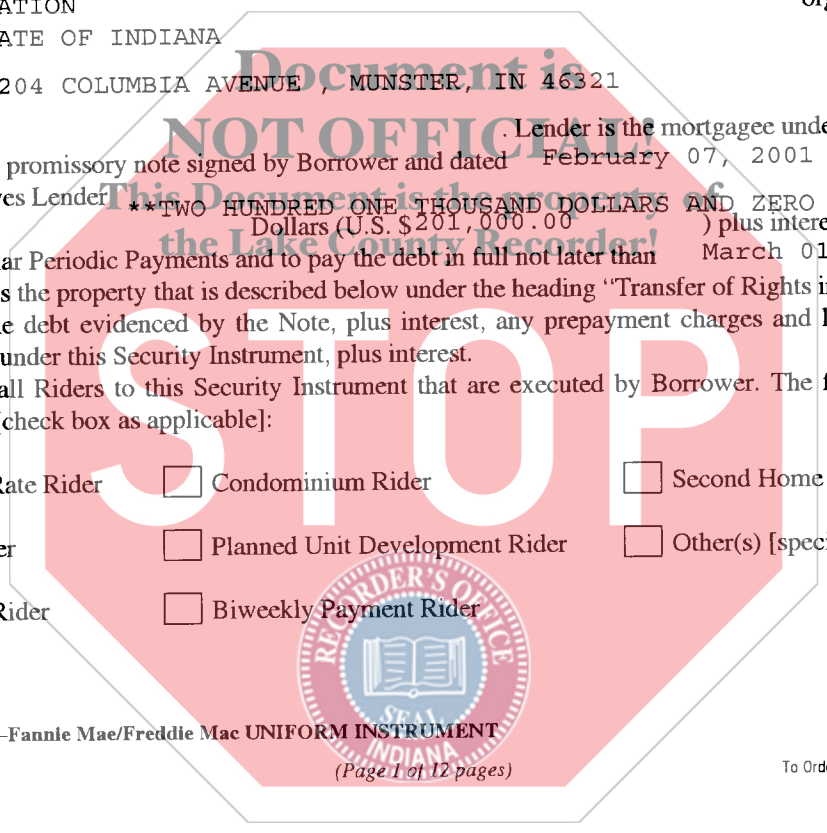 ATION
org
ATE OF INDIANA
204 COLUMBIA AVENUE , MUNSTER, IN 46321
Document is
NOT OFFICIAL!
This Document is the property of
the Lake County Recorder!
. Lender is the mortgagee unde
promissory note signed by Borrower and dated February 07, 2001
es Lender **TWO HUNDRED ONE THOUSAND DOLLARS AND ZERO
Dollars (U.S. $201,000.00 ) plus intere
ar Periodic Payments and to pay the debt in full not later than March 01
s the property that is described below under the heading “Transfer of Rights i
e debt evidenced by the Note, plus interest, any prepayment charges and l
under this Security Instrument, plus interest.
all Riders to this Security Instrument that are executed by Borrower. The f
[check box as applicable]:
STOP
Rate Rider Condominium Rider Second Home
er Planned Unit Development Rider Other(s) [speci
Rider Biweekly Payment Rider
RECORDER'S OFFICE
SEAL
INDIANA
–Fannie Mae/Freddie Mac UNIFORM INSTRUMENT
(Page 1 of 12 pages)
To Orde